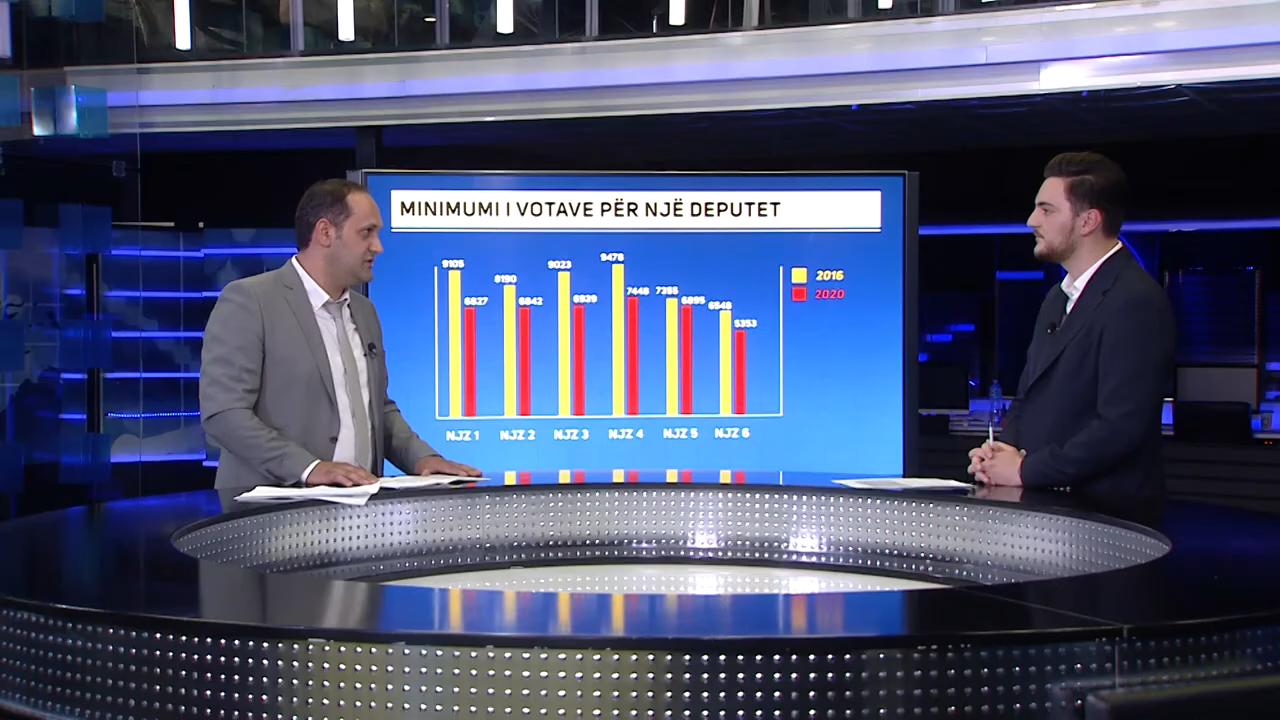 MINIMUMI I VOTAVE PËR NJË DEPUTET
9105 8190 9023 9478 7355 6548
6827 6842 6939 7448 6895 5353
2016
2020
NJZ 1 NJZ 2 NJZ 3 NJZ 4 NJZ 5 NJZ 6